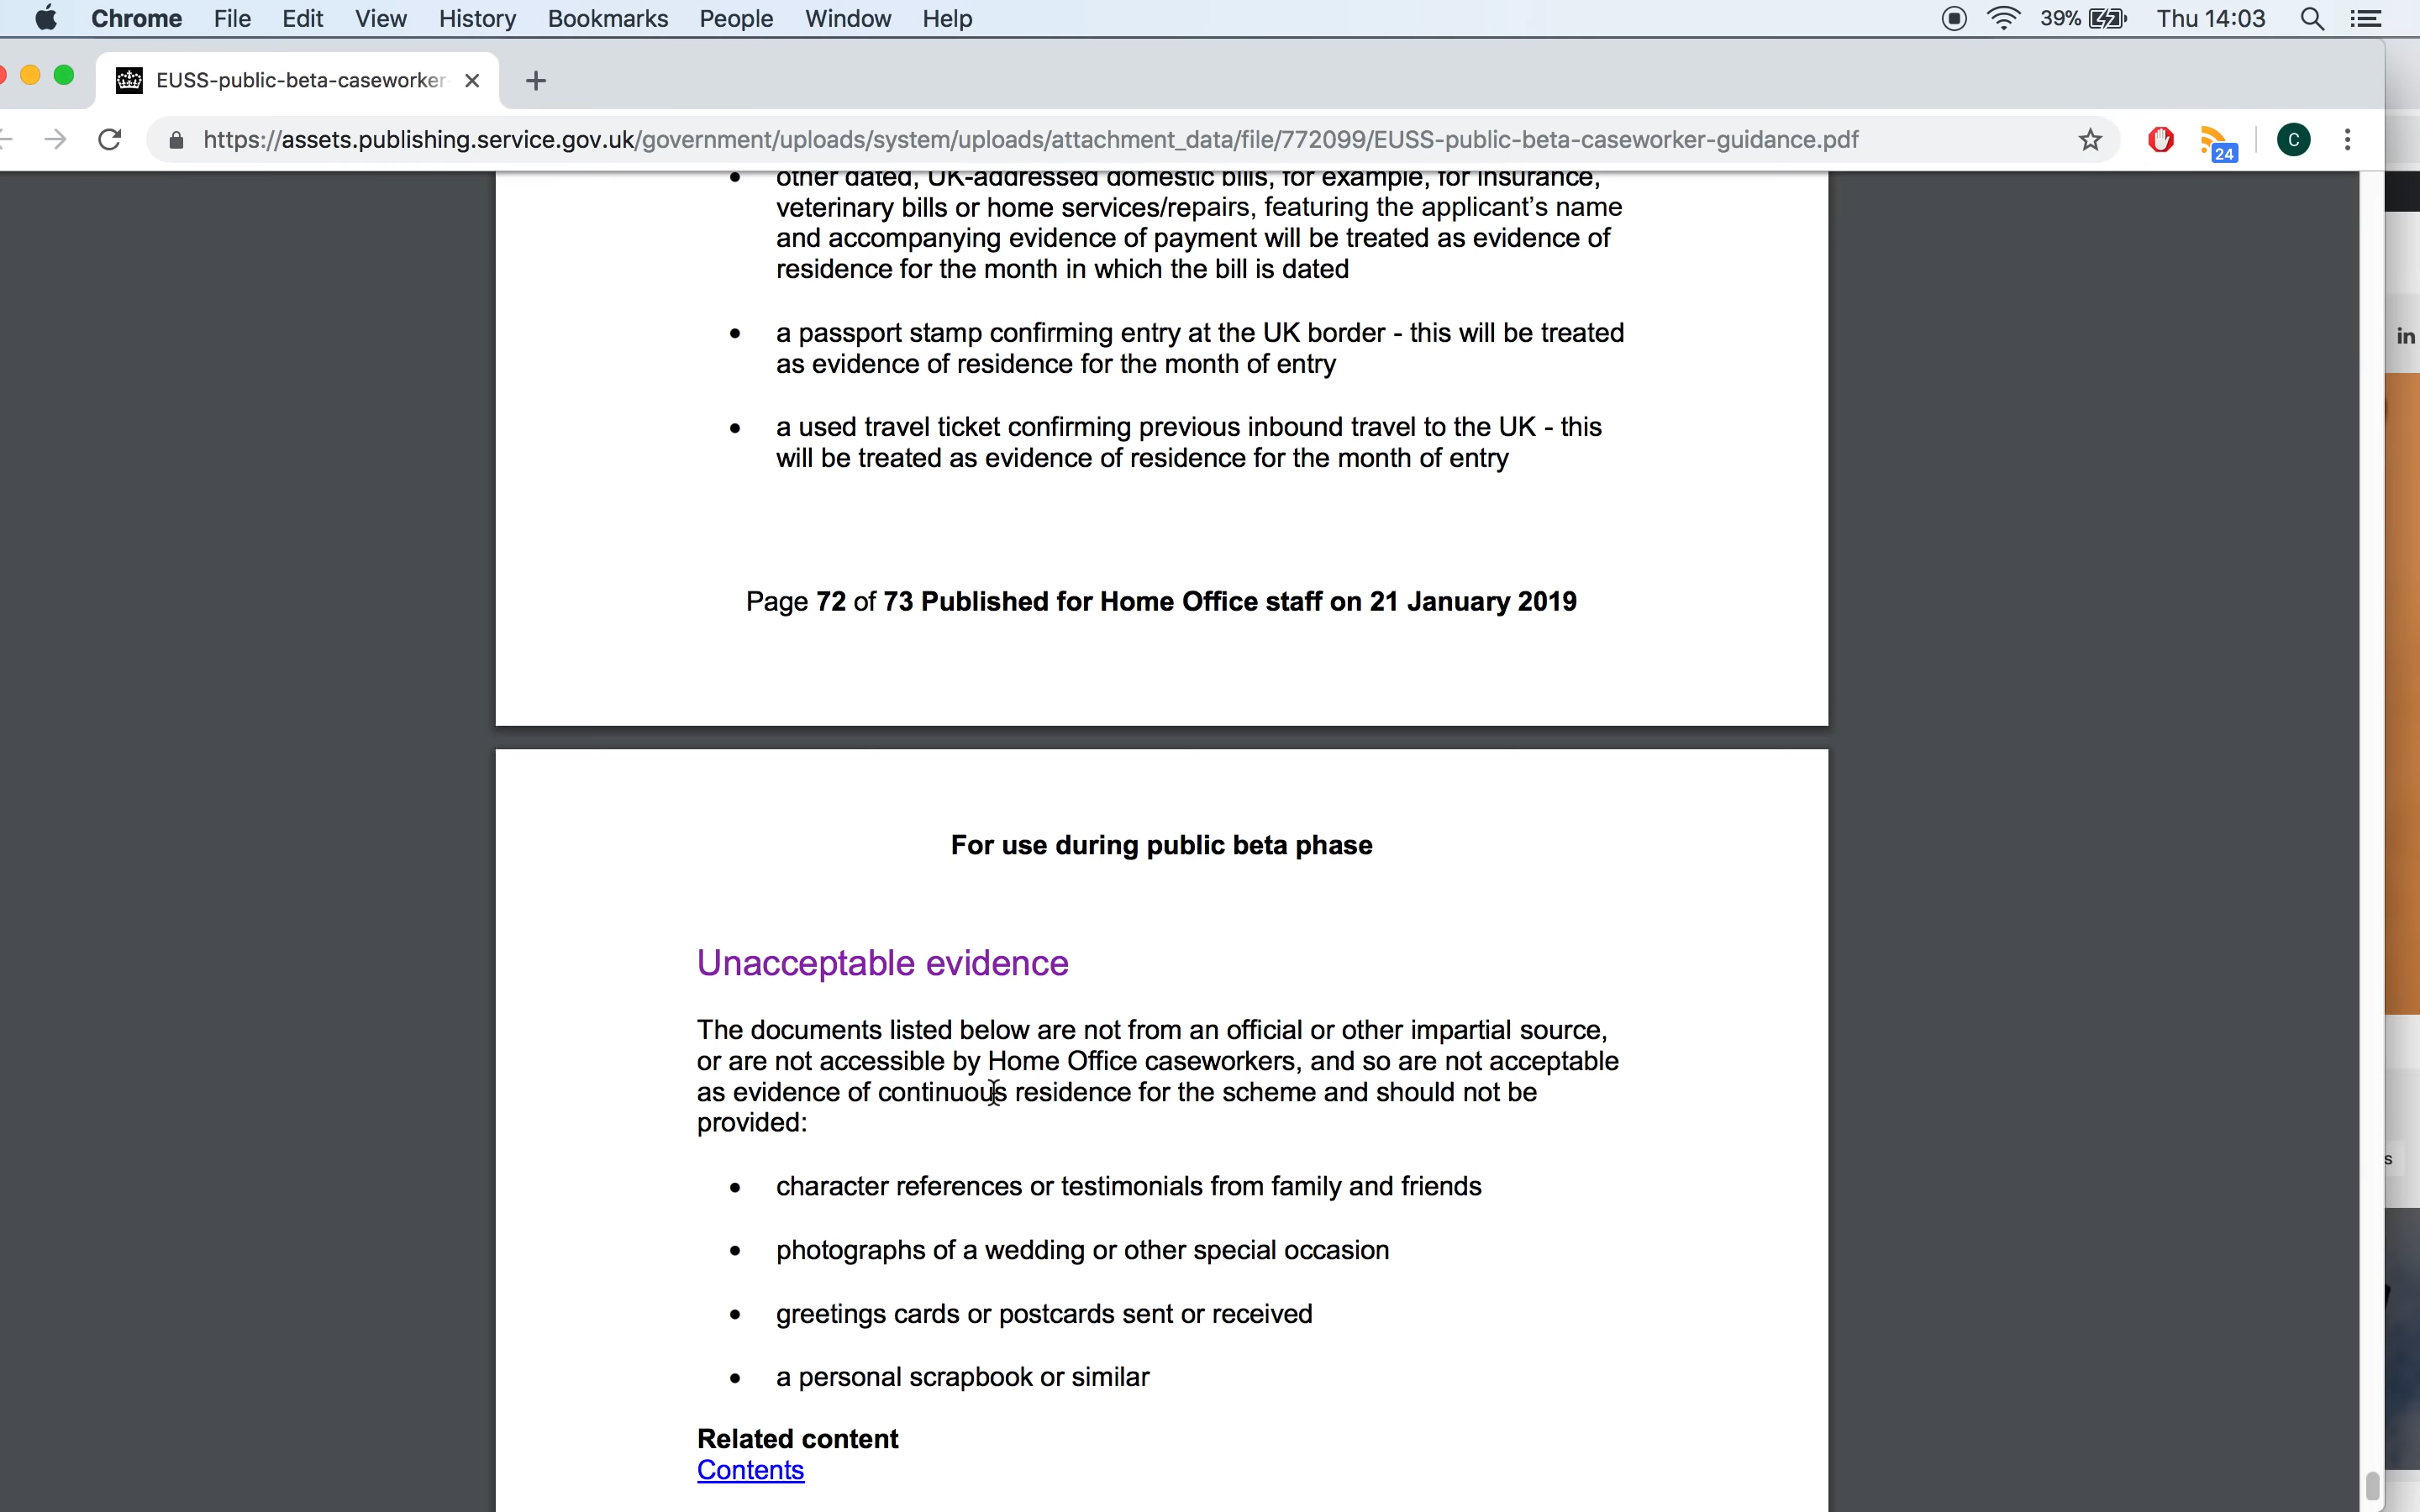 Chrome File Edit View History Bookmarks People Window Help 39% Thu 14:03
EUSS-public-beta-caseworker
https://assets.publishing.service.gov.uk/government/uploads/system/uploads/attachment_data/file/772099/EUSS-public-beta-caseworker-guidance.pdf 24 C
• other dated, UK-addressed domestic bills, for example, for insurance,
veterinary bills or home services/repairs, featuring the applicant's name
and accompanying evidence of payment will be treated as evidence of
residence for the month in which the bill is dated
• a passport stamp confirming entry at the UK border - this will be treated
as evidence of residence for the month of entry
in
• a used travel ticket confirming previous inbound travel to the UK - this
will be treated as evidence of residence for the month of entry
Page 72 of 73 Published for Home Office staff on 21 January 2019
For use during public beta phase
Unacceptable evidence
The documents listed below are not from an official or other impartial source,
or are not accessible by Home Office caseworkers, and so are not acceptable
as evidence of continuous residence for the scheme and should not be
provided:
s
• character references or testimonials from family and friends
• photographs of a wedding or other special occasion
• greetings cards or postcards sent or received
• a personal scrapbook or similar
Related content
Contents